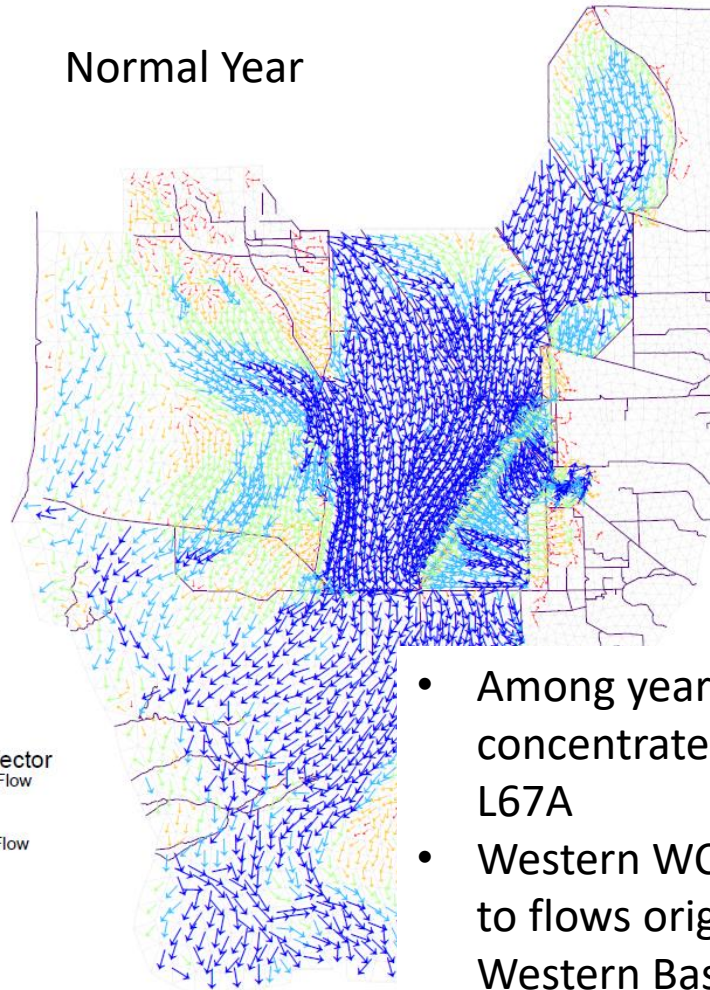 Normal Year
ector
Flow
Flow
• Among year
concentrate
L67A
• Western WC
to flows orig
Western Bas